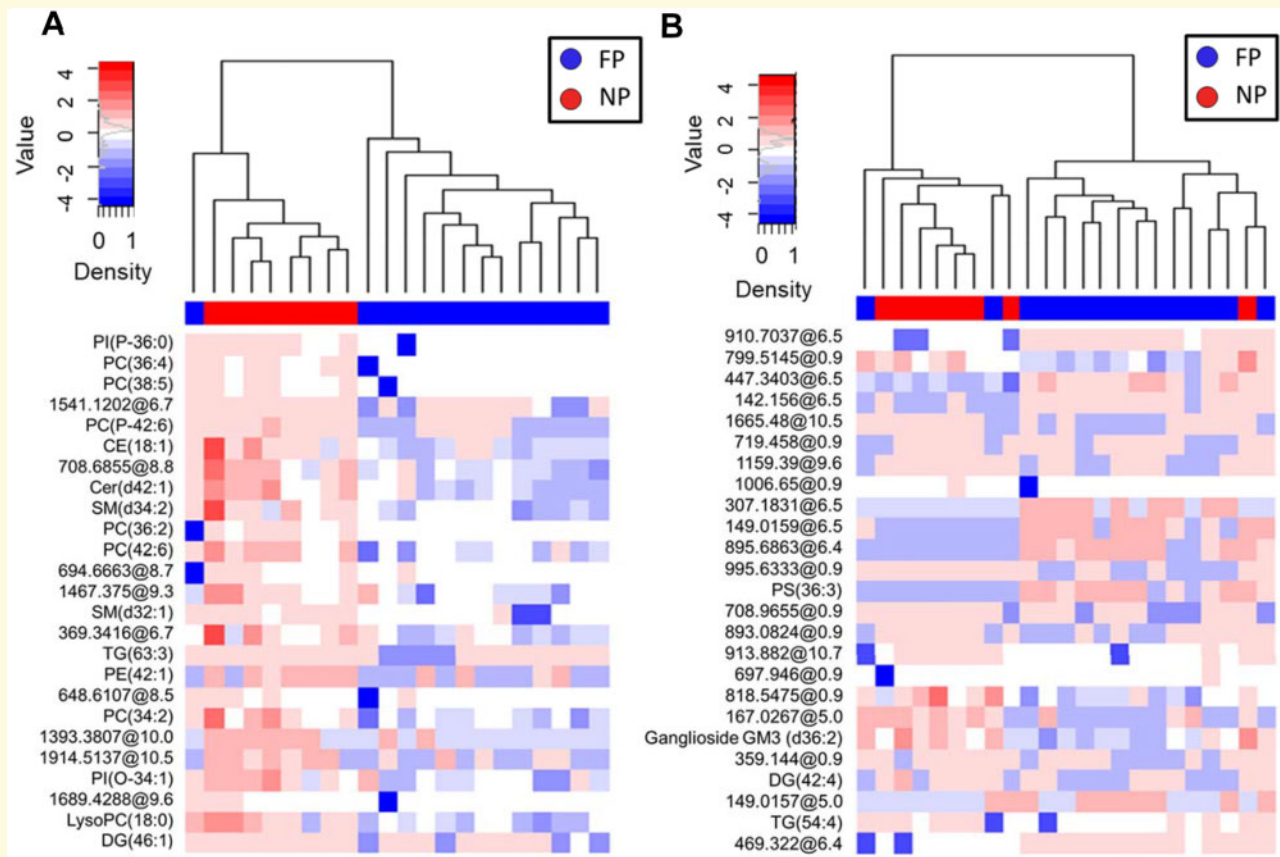 A
4
2
0
-2
-4
Value
0 1
Density
FP
NP
PI(P-36:0)
PC(36:4)
PC(38:5)
1541.1202@6.7
PC(P-42:6)
CE(18:1)
708.6855@8.8
Cer(d42:1)
SM(d34:2)
PC(36:2)
PC(42:6)
694.6663@8.7
1467.375@9.3
SM(d32:1)
369.3416@6.7
TG(63:3)
PE(42:1)
648.6107@8.5
PC(34:2)
1393.3807@10.0
1914.5137@10.5
PI(O-34:1)
1689.4288@9.6
LysoPC(18:0)
DG(46:1)
B
4
2
0
-2
-4
Value
0 1
Density
FP
NP
910.7037@6.5
799.5145@0.9
447.3403@6.5
142.156@6.5
1665.48@10.5
719.458@0.9
1159.39@9.6
1006.65@0.9
307.1831@6.5
149.0159@6.5
895.6863@6.4
995.6333@0.9
PS(36:3)
708.9655@0.9
893.0824@0.9
913.882@10.7
697.946@0.9
818.5475@0.9
167.0267@5.0
Ganglioside GM3 (d36:2)
359.144@0.9
DG(42:4)
149.0157@5.0
TG(54:4)
469.322@6.4